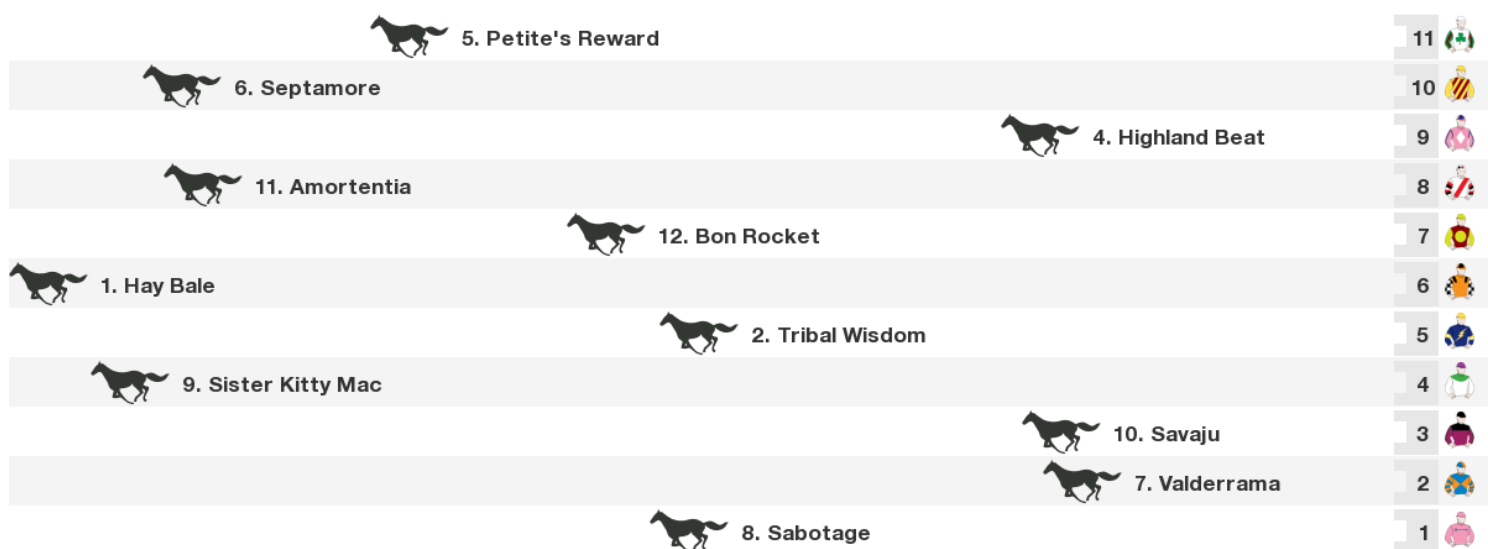 5. Petite's Reward 11
6. Septamore 10
4. Highland Beat 9
11. Amortentia 8
12. Bon Rocket 7
1. Hay Bale 6
2. Tribal Wisdom 5
9. Sister Kitty Mac 4
10. Savaju 3
7. Valderrama 2
8. Sabotage 1